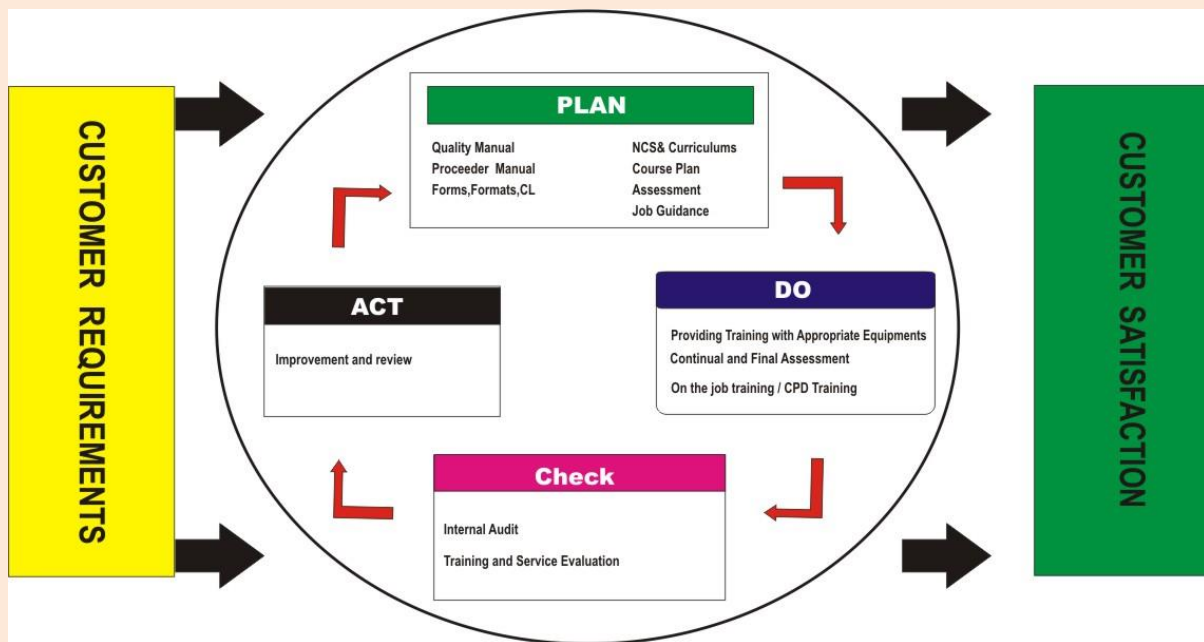 CUSTOMER REQUIREMENTS
PLAN
Quality Manual
Proceeder Manual
Forms,Formats,CL
NCS& Curriculums
Course Plan
Assessment
Job Guidance
DO
Providing Training with Appropriate Equipments
Continual and Final Assessment
On the job training / CPD Training
Check
Internal Audit
Training and Service Evaluation
ACT
Improvement and review
CUSTOMER SATISFACTION